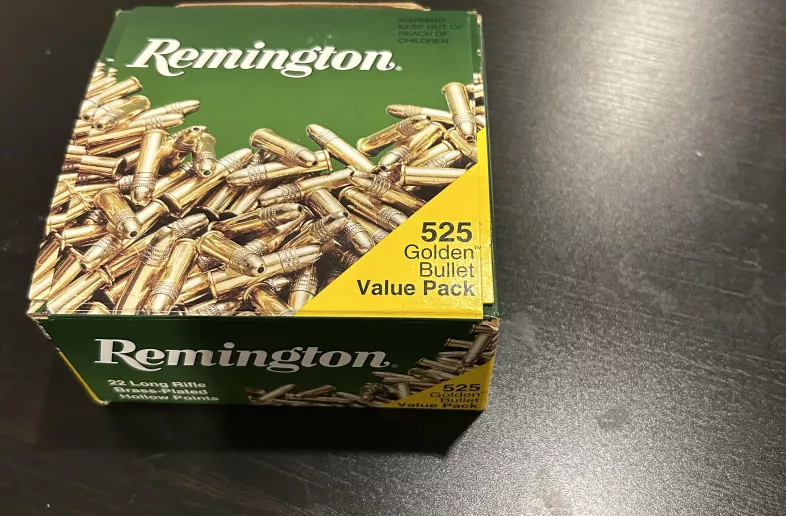 WARNING
KEEP OUT OF
REACH OF
CHILDREN
Remington®
525
Golden™
Bullet
Value Pack
Remington®
22 Long Rifle
Brass-Plated
Hollow Points
525
Golden
Bullet
Value Pack